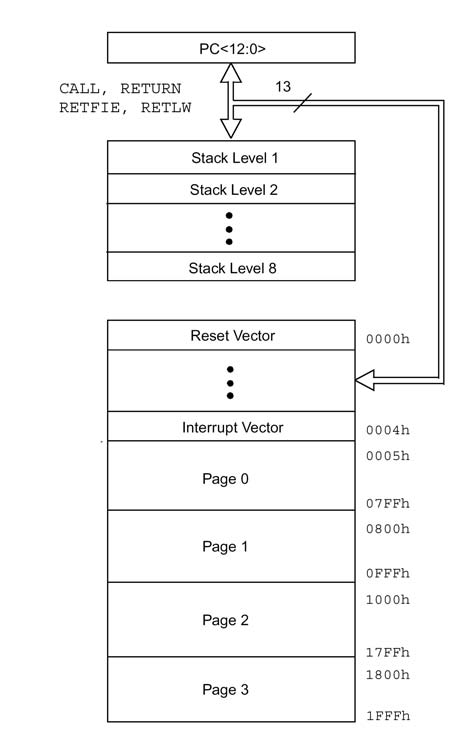 PC<12:0>
CALL, RETURN
RETFIE, RETLW
13
Stack Level 1
Stack Level 2
Stack Level 8
Reset Vector
0000h
Interrupt Vector
0004h
0005h
Page 0
07FFh
0800h
Page 1
0FFFh
1000h
Page 2
17FFh
1800h
Page 3
1FFFh